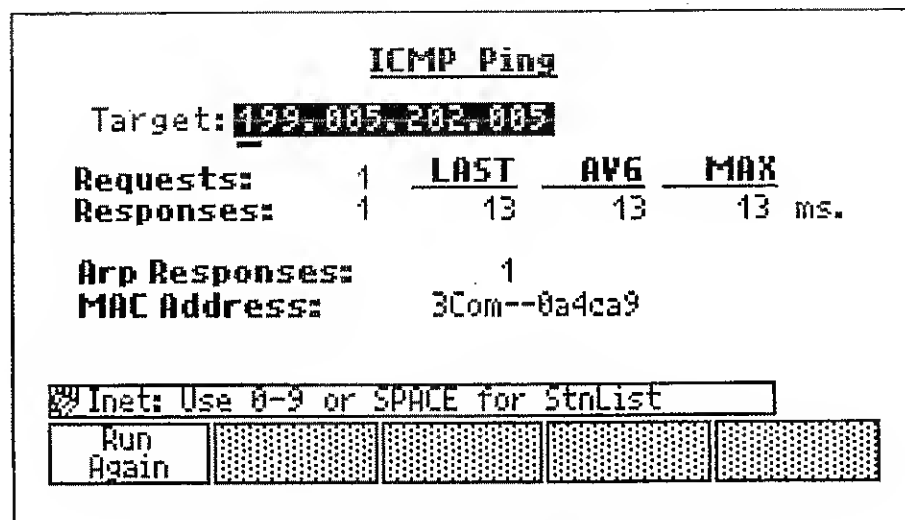 ICMP Ping
Target: 199.005.202.005
Requests: 1 LAST AVG MAX
Responses: 1 13 13 13 ms.
Arp Responses: 1
MAC Address: 3Com--0a4ca9
Inet: Use 0-9 or SPACE for StnList
Run
Again